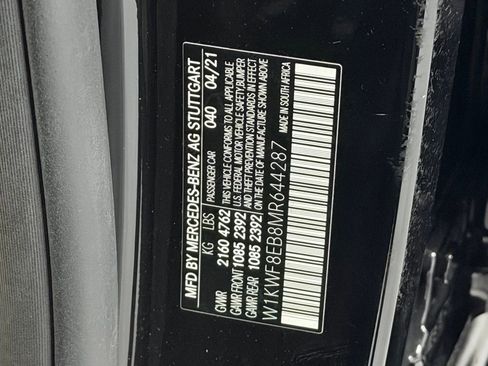 MFD BY MERCEDES-BENZ AG STUTTGART
KG LBS PASSENGER CAR 040 04/21
GVWR 2160 4762 THIS VEHICLE CONFORMS TO ALL APPLICABLE
GAWR FRONT 1085 2392 U.S. FEDERAL MOTOR VEHICLE SAFETY, BUMPER
AND THEFT PREVENTION STANDARDS IN EFFECT
GAWR REAR 1085 2392 ON THE DATE OF MANUFACTURE SHOWN ABOVE
W1KWF8EB8MR644287 MADE IN SOUTH AFRICA